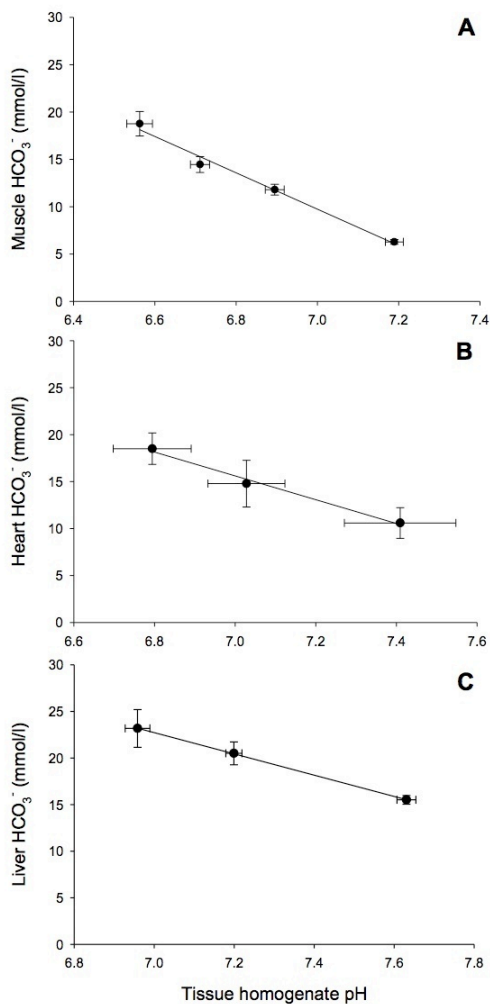 A
Muscle HCO₃⁻ (mmol/l)
30
25
20
15
10
5
0
6.4 6.6 6.8 7.0 7.2 7.4
B
Heart HCO₃⁻ (mmol/l)
30
25
20
15
10
5
0
6.6 6.8 7.0 7.2 7.4 7.6
C
Liver HCO₃⁻ (mmol/l)
30
25
20
15
10
5
0
6.8 7.0 7.2 7.4 7.6 7.8
Tissue homogenate pH